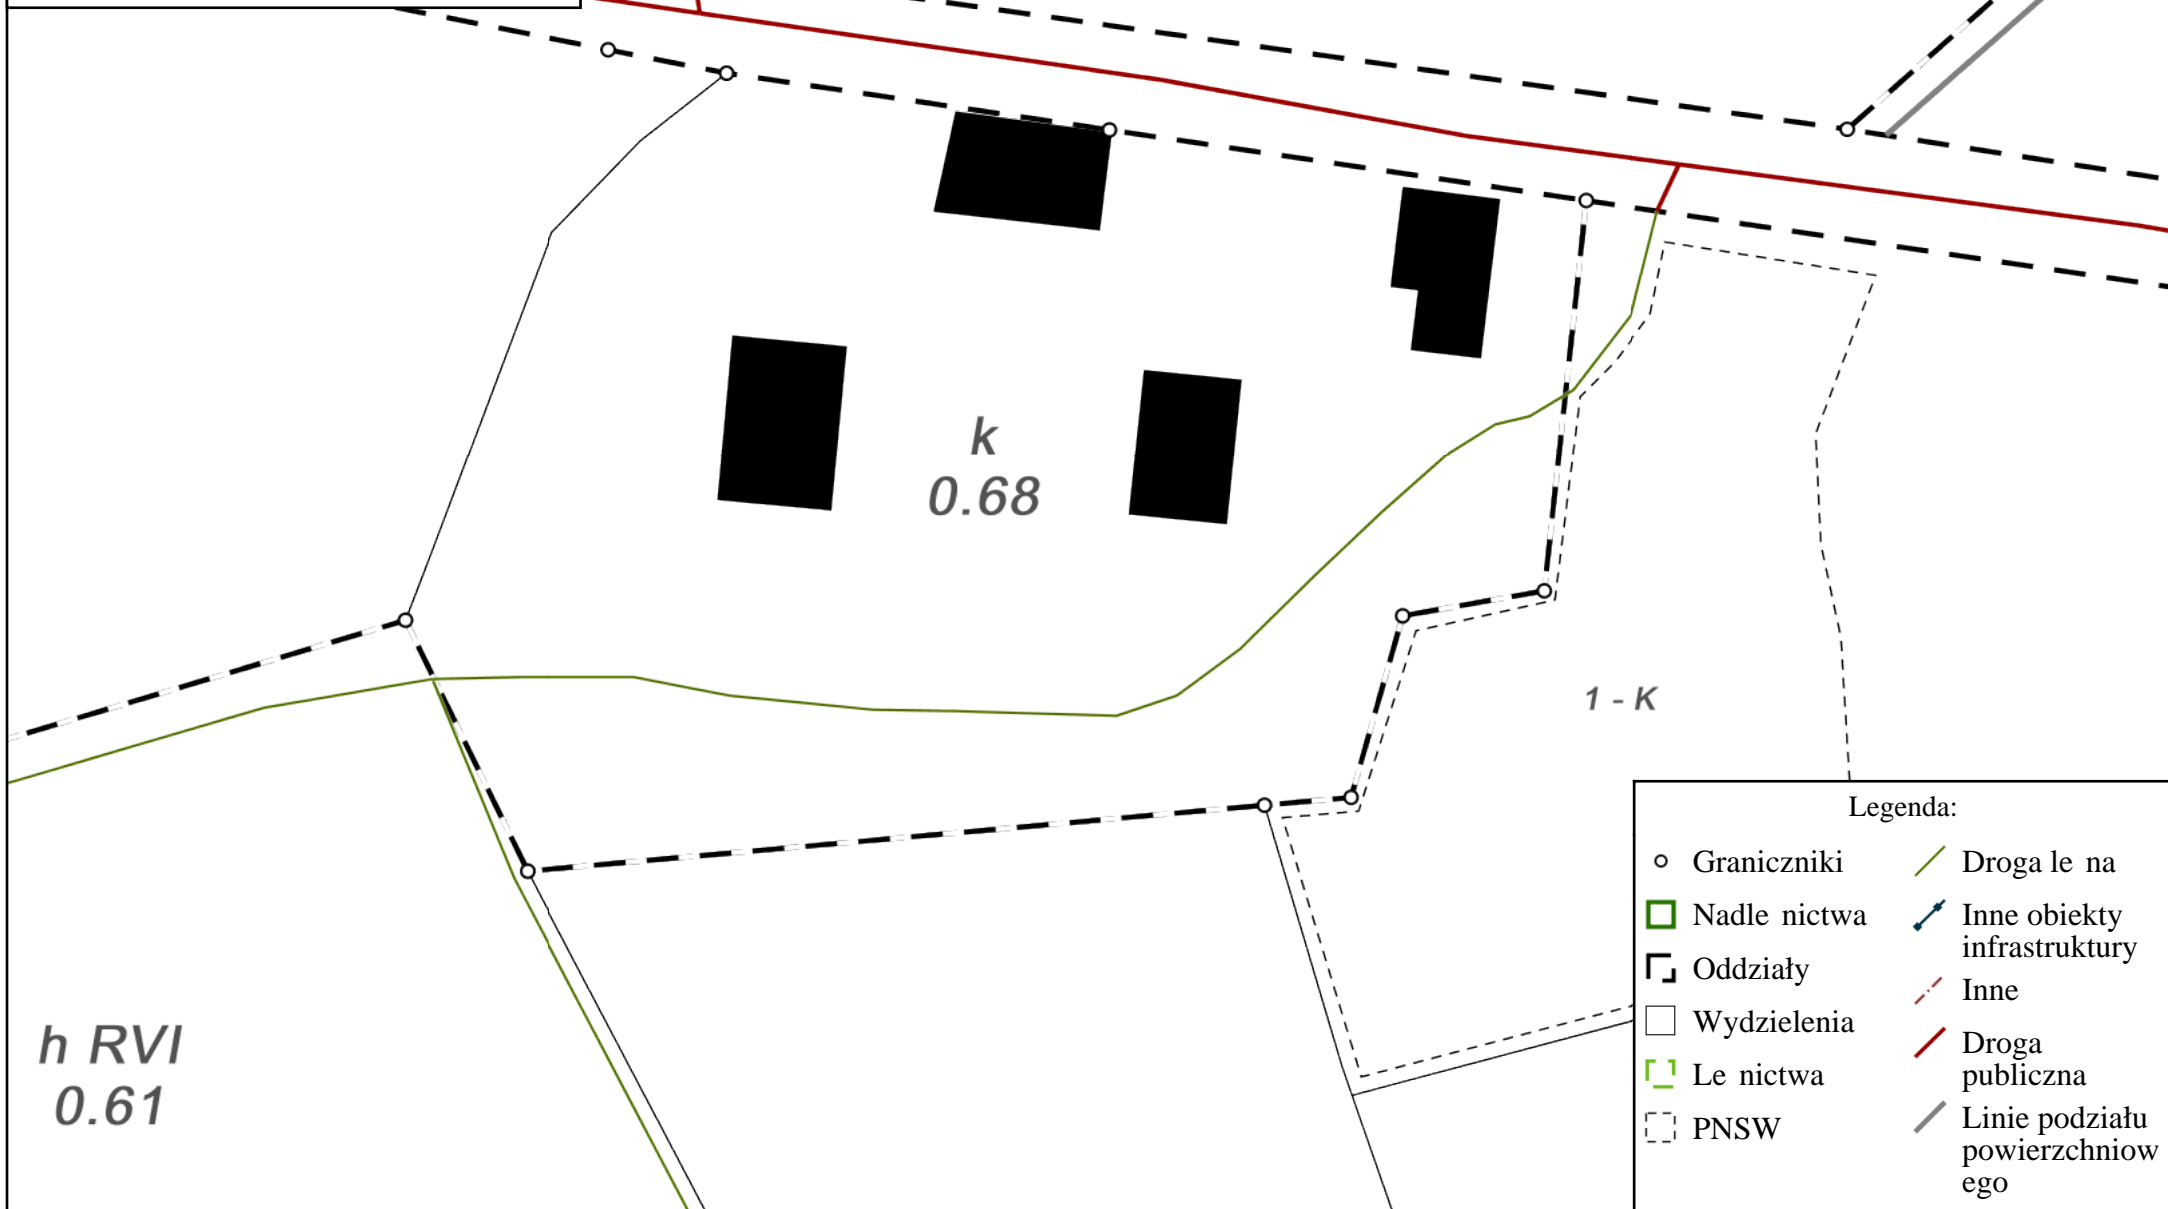 k
0.68
1 - K
h RVI
0.61
Legenda:
Graniczniki
Nadle nictwa
Oddziały
Wydzielenia
Le nictwa
PNSW
Droga le na
Inne obiekty
infrastruktury
Inne
Droga
publiczna
Linie podziału
powierzchniow
ego